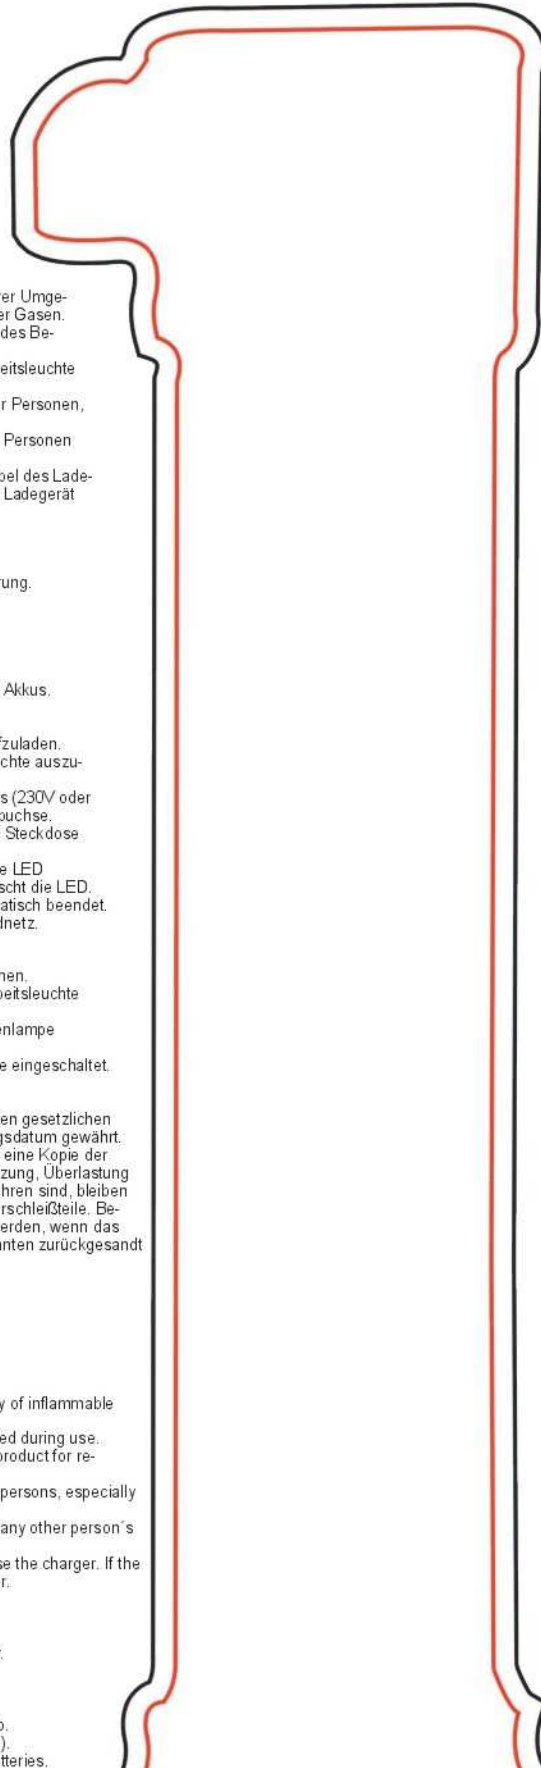 er Umge-
er Gasen.
des Be-
eitsleuchte
r Personen,
Personen
bel des Lade-
Ladegerät
rung.
Akkus.
fzuladen.
chte auszu-
s (230V oder
buchse.
Steckdose
e LED
scht die LED.
atisch beendet.
dnetz.
nen.
beitsleuchte
enlampe
e eingeschaltet.
en gesetzlichen
gsdatum gewährt.
eine Kopie der
zung, Überlastung
hren sind, bleiben
rschleißteile. Be-
erden, wenn das
nnten zurückgesandt
y of inflammable
ed during use.
product for re-
persons, especially
any other person´s
se the charger. If the
r.
.
o.
).
tteries.